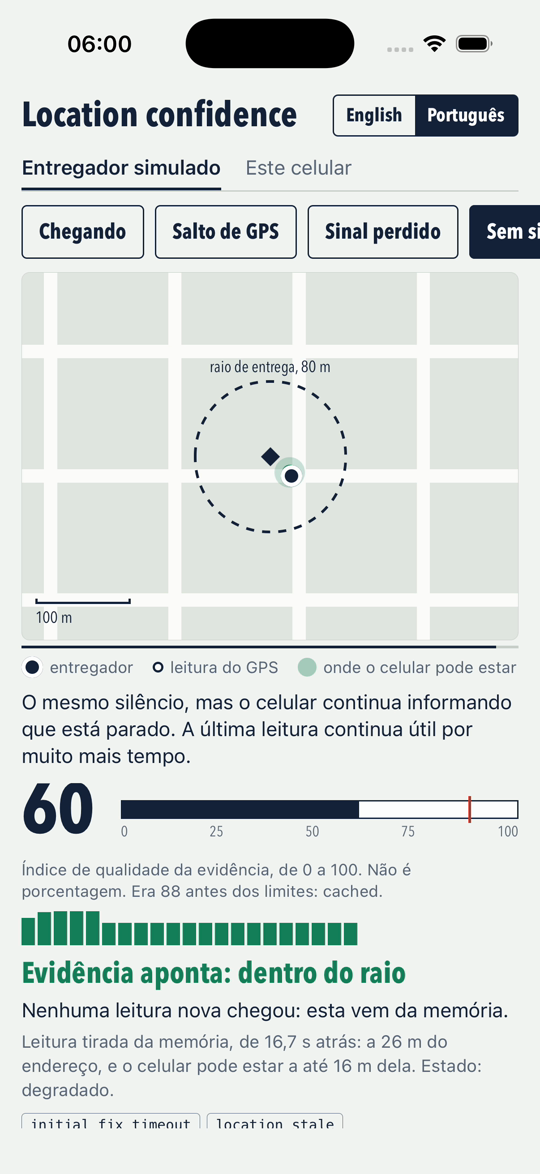 06:00
Location confidence
English
Português
Entregador simulado
Este celular
Chegando
Salto de GPS
Sinal perdido
Sem si
raio de entrega, 80 m
100 m
entregador
leitura do GPS
onde o celular pode estar
O mesmo silêncio, mas o celular continua informando
que está parado. A última leitura continua útil por
muito mais tempo.
60
0 25 50 75 100
Índice de qualidade da evidência, de 0 a 100. Não é
porcentagem. Era 88 antes dos limites: cached.
Evidência aponta: dentro do raio
Nenhuma leitura nova chegou: esta vem da memória.
Leitura tirada da memória, de 16,7 s atrás: a 26 m do
endereço, e o celular pode estar a até 16 m dela. Estado:
degradado.
initial fix timeout
location stale